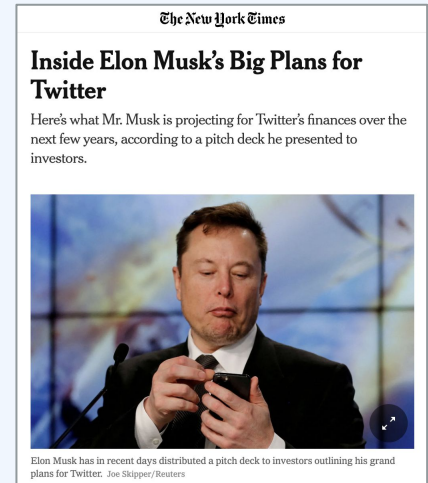 The New York Times
Inside Elon Musk's Big Plans for
Twitter
Here's what Mr. Musk is projecting for Twitter's finances over the
next few years, according to a pitch deck he presented to
investors.
Elon Musk has in recent days distributed a pitch deck to investors outlining his grand
plans for Twitter. Joe Skipper/Reuters